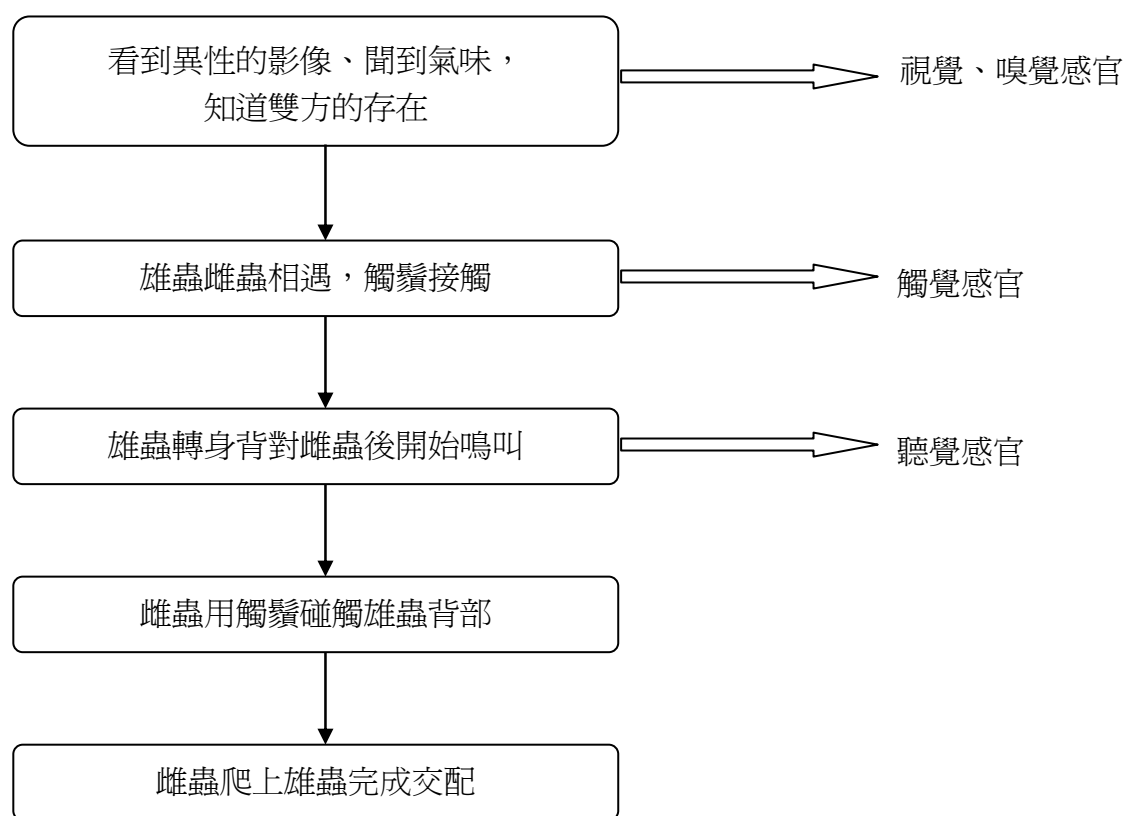 看到異性的影像、聞到氣味，
知道雙方的存在
視覺、嗅覺感官
雄蟲雌蟲相遇，觸鬚接觸
觸覺感官
雄蟲轉身背對雌蟲後開始鳴叫
聽覺感官
雌蟲用觸鬚碰觸雄蟲背部
雌蟲爬上雄蟲完成交配